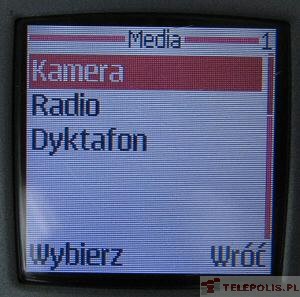 Media 1
Kamera
Radio
Dyktafon
Wybierz Wróć
TELEPOLIS.PL